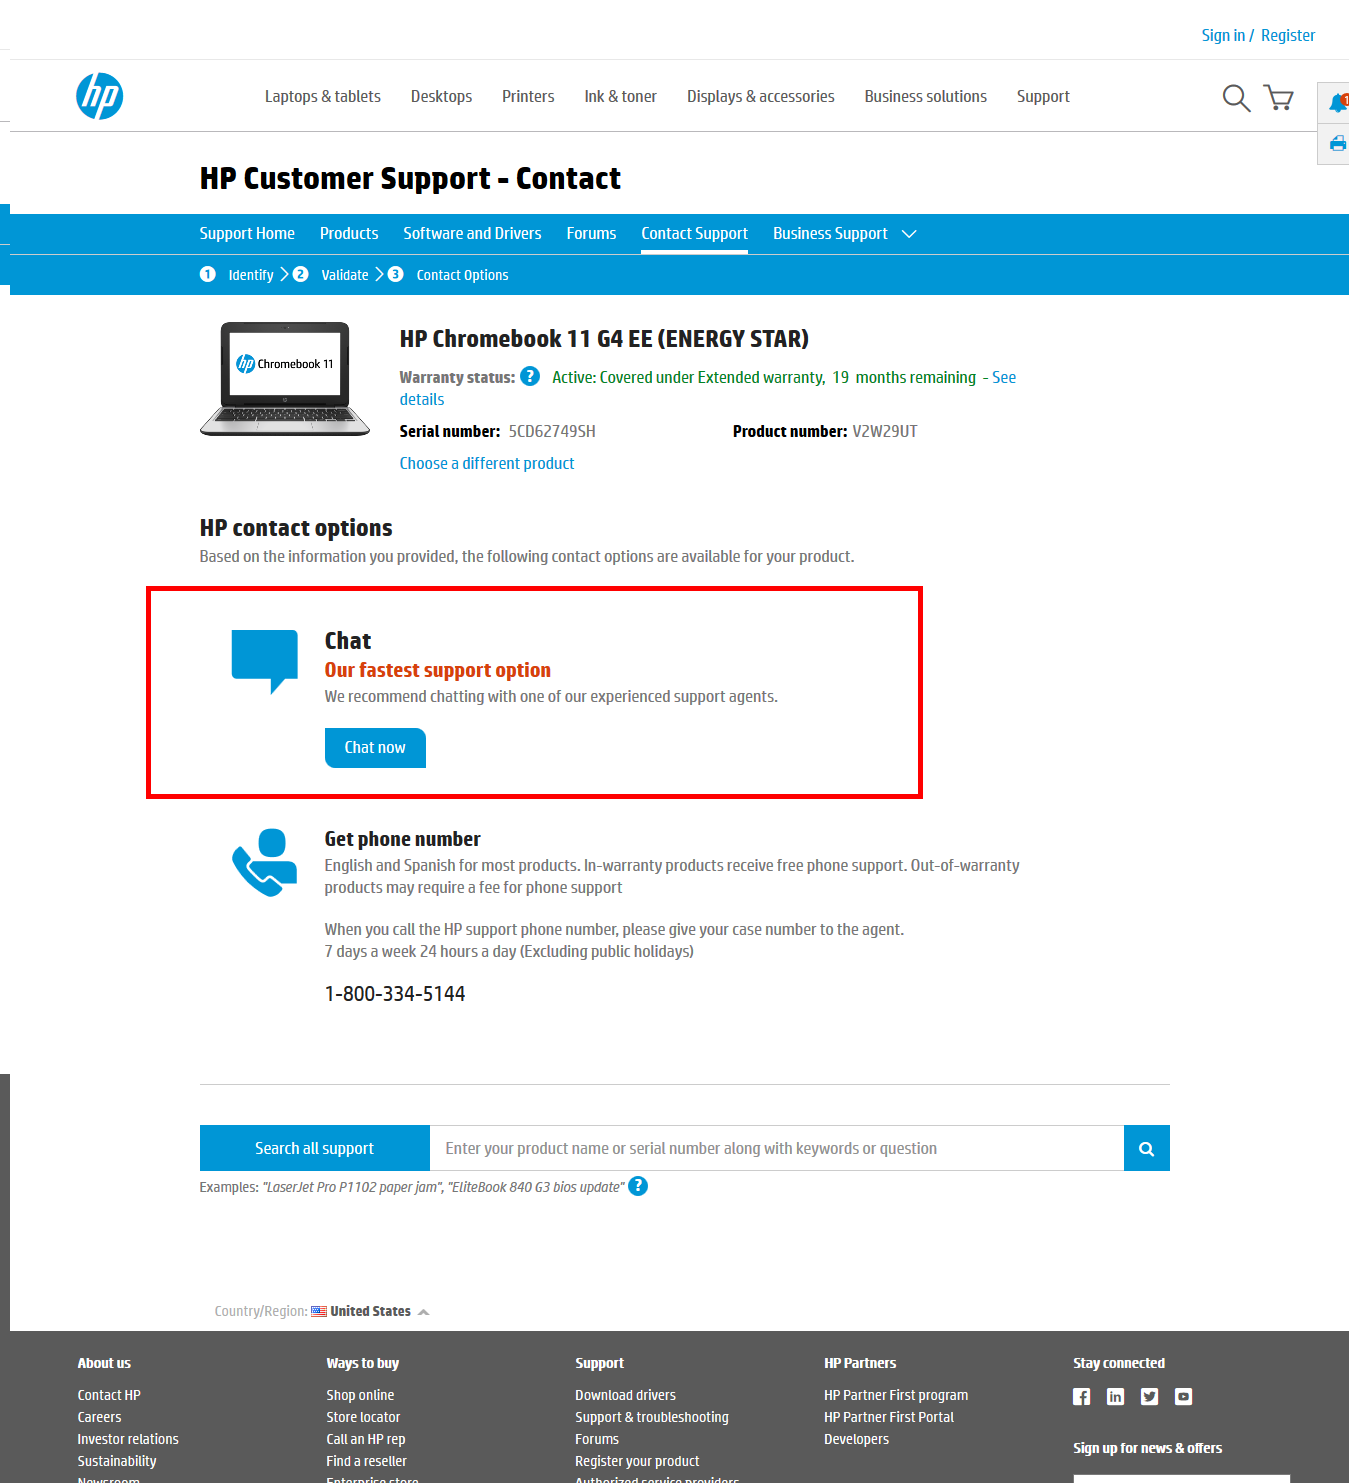 Sign in / Register
hp Laptops & tablets Desktops Printers Ink & toner Displays & accessories Business solutions Support
1
HP Customer Support - Contact
Support Home Products Software and Drivers Forums Contact Support Business Support
1 Identify 2 Validate 3 Contact Options
hp Chromebook 11
HP Chromebook 11 G4 EE (ENERGY STAR)
Warranty status: ? Active: Covered under Extended warranty, 19 months remaining - See
details
Serial number: 5CD62749SH Product number: V2W29UT
Choose a different product
HP contact options
Based on the information you provided, the following contact options are available for your product.
Chat
Our fastest support option
We recommend chatting with one of our experienced support agents.
Chat now
Get phone number
English and Spanish for most products. In-warranty products receive free phone support. Out-of-warranty
products may require a fee for phone support
When you call the HP support phone number, please give your case number to the agent.
7 days a week 24 hours a day (Excluding public holidays)
1-800-334-5144
Search all support Enter your product name or serial number along with keywords or question
Examples: "LaserJet Pro P1102 paper jam", "EliteBook 840 G3 bios update" ?
Country/Region: United States
About us Ways to buy Support HP Partners Stay connected
Contact HP Shop online Download drivers HP Partner First program
Careers Store locator Support & troubleshooting HP Partner First Portal
Investor relations Call an HP rep Forums Developers
Sign up for news & offers
Sustainability Find a reseller Register your product
Newsroom Enterprise store Authorized service providers